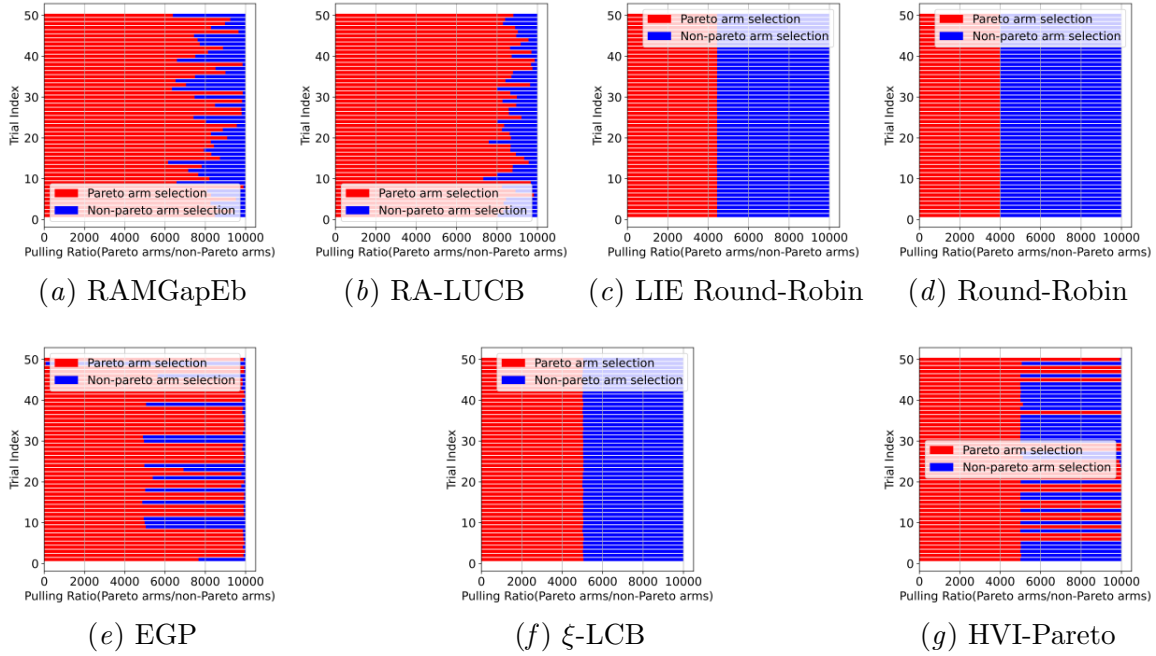 50
40
30
20
10
0
Trial Index
Pareto arm selection
Non-pareto arm selection
0 2000 4000 6000 8000 10000
Pulling Ratio(Pareto arms/non-Pareto arms)
(a) RAMGapEb
50
40
30
20
10
0
Trial Index
Pareto arm selection
Non-pareto arm selection
0 2000 4000 6000 8000 10000
Pulling Ratio(Pareto arms/non-Pareto arms)
(b) RA-LUCB
Pareto arm selection
Non-pareto arm selection
50
40
30
20
10
0
Trial Index
0 2000 4000 6000 8000 10000
Pulling Ratio(Pareto arms/non-Pareto arms)
(c) LIE Round-Robin
Pareto arm selection
Non-pareto arm selection
50
40
30
20
10
0
Trial Index
0 2000 4000 6000 8000 10000
Pulling Ratio(Pareto arms/non-Pareto arms)
(d) Round-Robin
Pareto arm selection
Non-pareto arm selection
50
40
30
20
10
0
Trial Index
0 2000 4000 6000 8000 10000
Pulling Ratio(Pareto arms/non-Pareto arms)
(e) EGP
Pareto arm selection
Non-pareto arm selection
50
40
30
20
10
0
Trial Index
0 2000 4000 6000 8000 10000
Pulling Ratio(Pareto arms/non-Pareto arms)
(f) ξ-LCB
50
40
30
20
10
0
Trial Index
Pareto arm selection
Non-pareto arm selection
0 2000 4000 6000 8000 10000
Pulling Ratio(Pareto arms/non-Pareto arms)
(g) HVI-Pareto